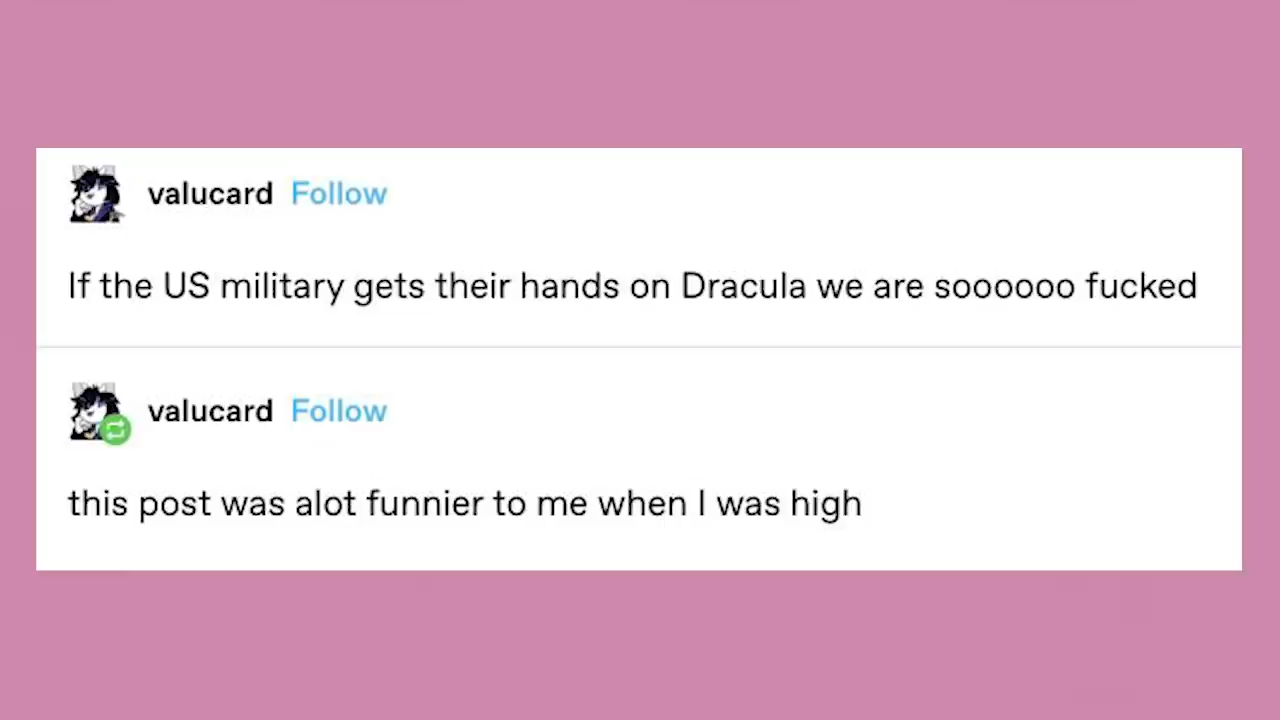 valucard Follow
If the US military gets their hands on Dracula we are soooooo fucked
valucard Follow
this post was alot funnier to me when I was high